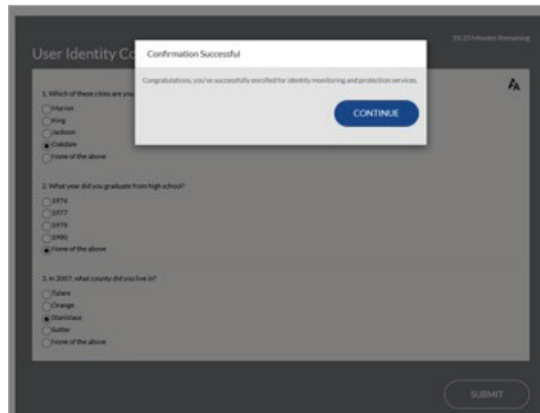 Minutes Remaining
User Identity Co
Confirmation Successful
Congratulations, you've successfully enrolled for identity monitoring and protection services.
CONTINUE
1. Which of these cities are you
Marion
King
Jackson
Oakdale
None of the above
2. What year did you graduate from high school?
1976
1977
1978
1980
None of the above
3. In 2007, what county did you live in?
Tulare
Orange
Stanislaus
Sutter
None of the above
SUBMIT